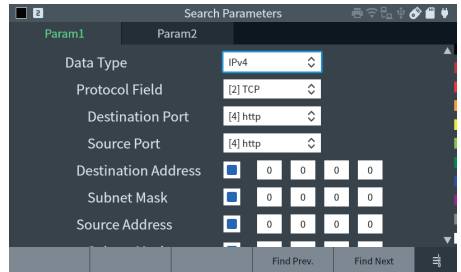 2 Search Parameters
Param1 Param2
Data Type IPv4
Protocol Field [2] TCP
Destination Port [4] http
Source Port [4] http
Destination Address 0 0 0 0
Subnet Mask 0 0 0 0
Source Address 0 0 0 0
Find Prev. Find Next